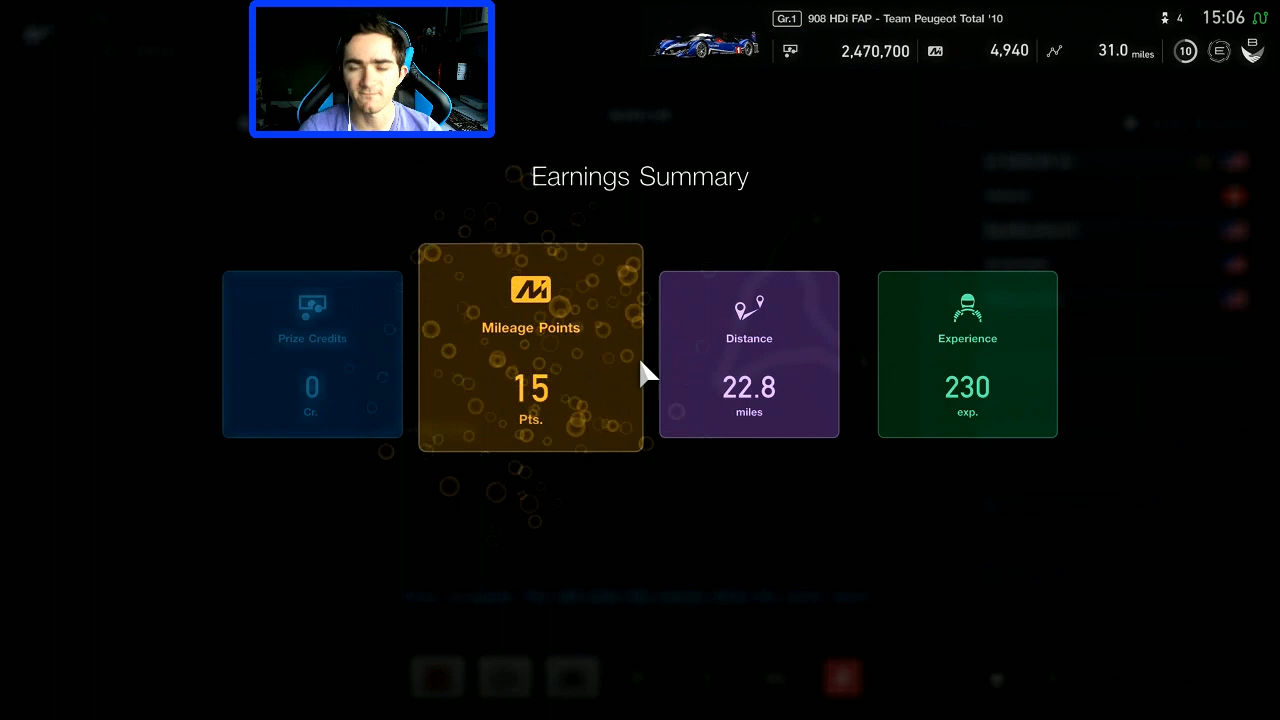 Gr.1 908 HDi FAP - Team Peugeot Total '10
4 15:06
2,470,700 4,940 31.0 miles 10 E B
Earnings Summary
Prize Credits
0
Cr.
Mileage Points
15
Pts.
Distance
22.8
miles
Experience
230
exp.